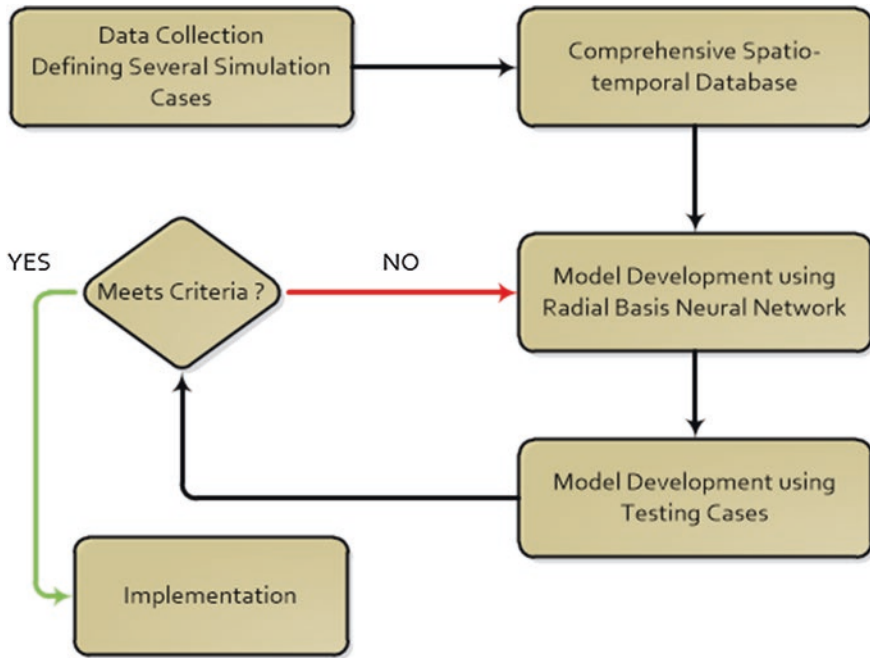 Data Collection
Defining Several Simulation
Cases
Comprehensive Spatio-
temporal Database
YES
Meets Criteria ?
NO
Model Development using
Radial Basis Neural Network
Model Development using
Testing Cases
Implementation